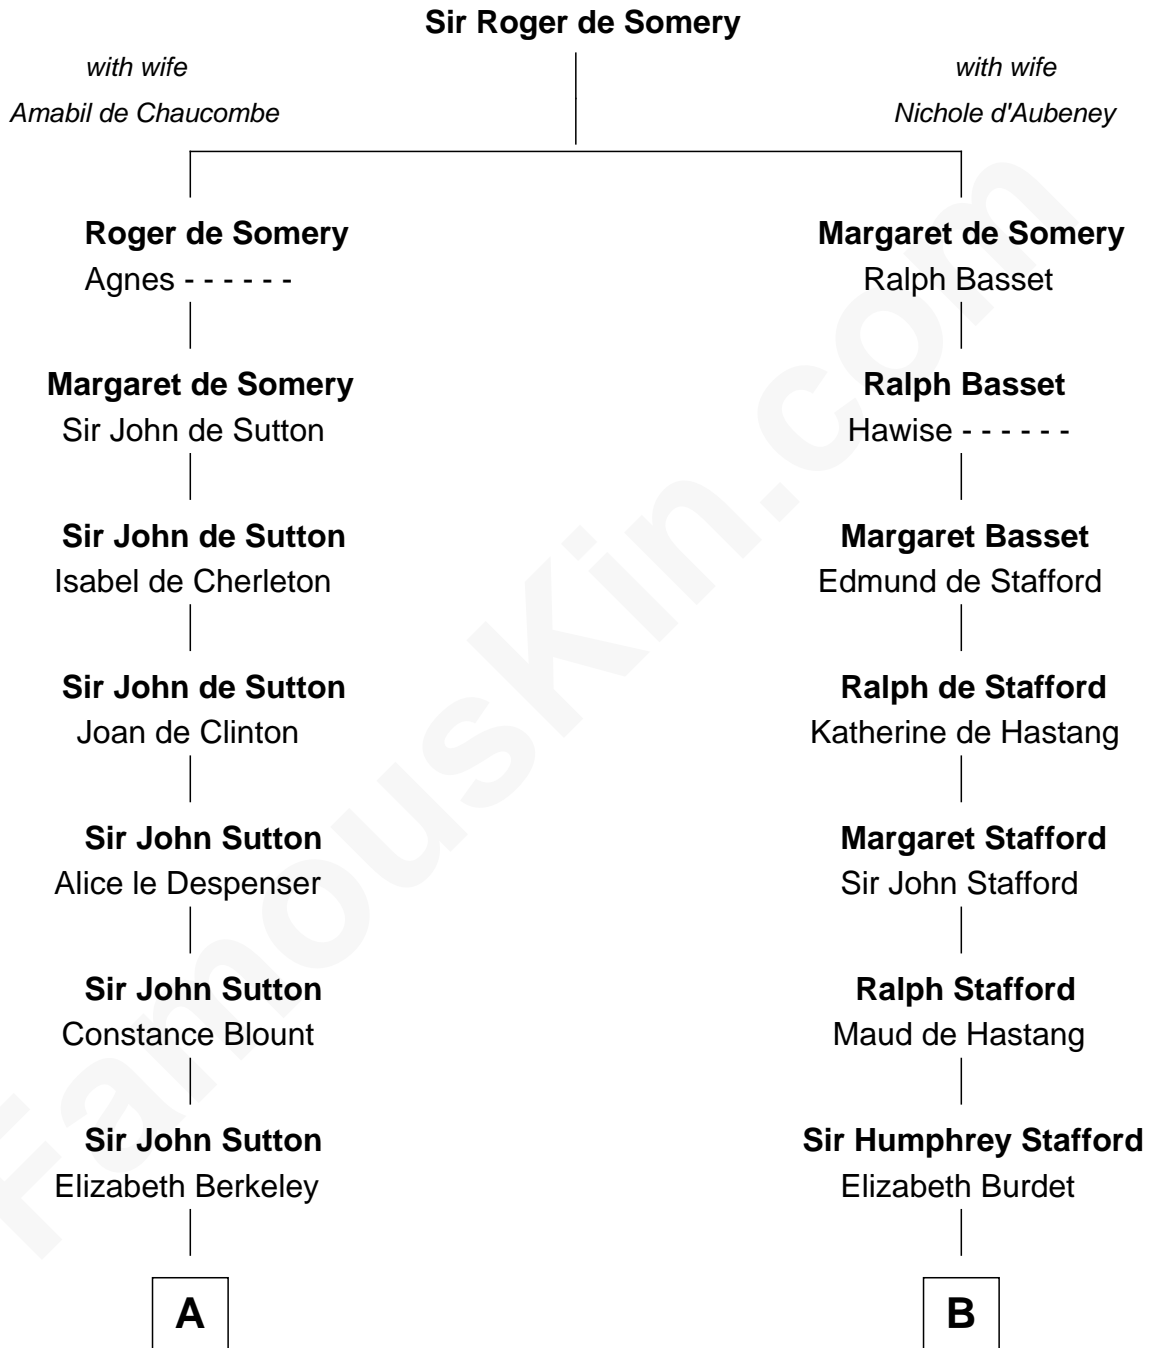 Sir Roger de Somery
with wife
Amabil de Chaucombe
with wife
Nichole d'Aubeney
Roger de Somery
Agnes - - - - - -
Margaret de Somery
Ralph Basset
Margaret de Somery
Sir John de Sutton
Ralph Basset
Hawise - - - - - -
Sir John de Sutton
Isabel de Cherleton
Margaret Basset
Edmund de Stafford
Sir John de Sutton
Joan de Clinton
Ralph de Stafford
Katherine de Hastang
Sir John Sutton
Alice le Despenser
Margaret Stafford
Sir John Stafford
Sir John Sutton
Constance Blount
Ralph Stafford
Maud de Hastang
Sir John Sutton
Elizabeth Berkeley
Sir Humphrey Stafford
Elizabeth Burdet
A
B
FamousKin.com